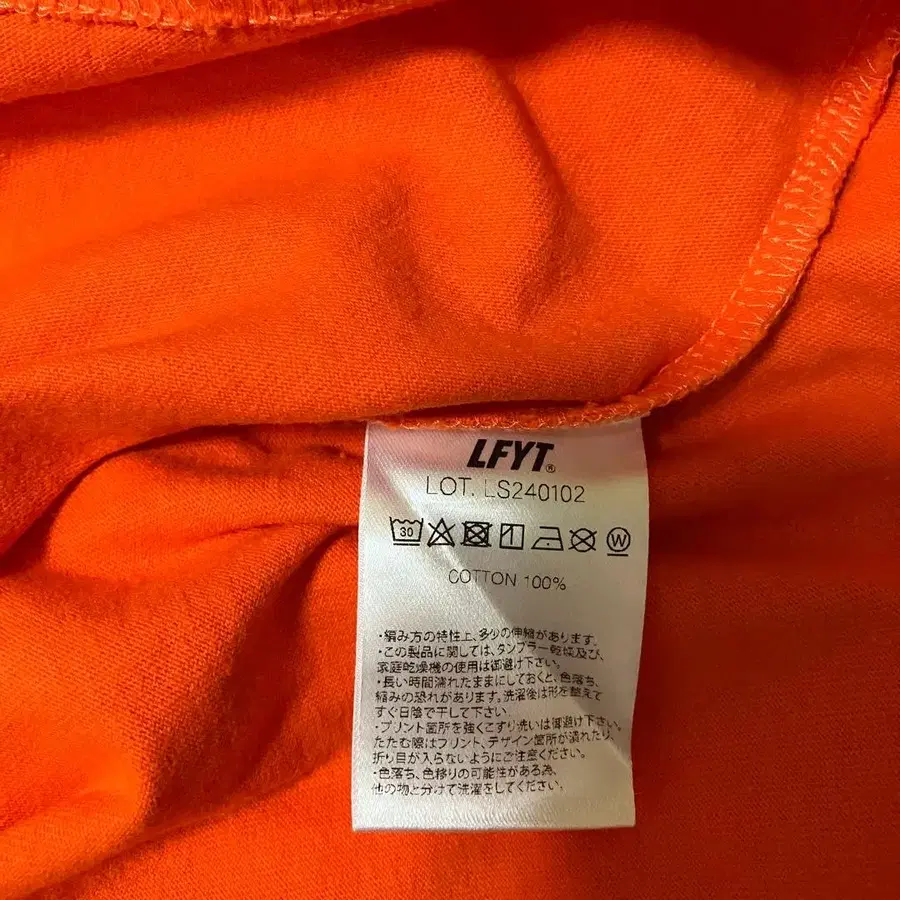 LFYT®
LOT. LS240102
30 W
COTTON 100%
・編み方の特性上、多少の伸縮があります。
・この製品に関しては、タンブラー乾燥及び、
家庭乾燥機の使用は御避け下さい。
・長い時間濡れたままにしておくと、色落ち、
縮みの恐れがあります。洗濯後は形を整えて
すぐ日陰で干して下さい。
・プリント箇所を強くこすり洗いは御避け下さい。
たたむ際はプリント、デザイン箇所が潰れたり、
折り目が入らないようにご注意ください。
・色落ち、色移りの可能性がある為、
他の物と分けて洗濯をしてください。